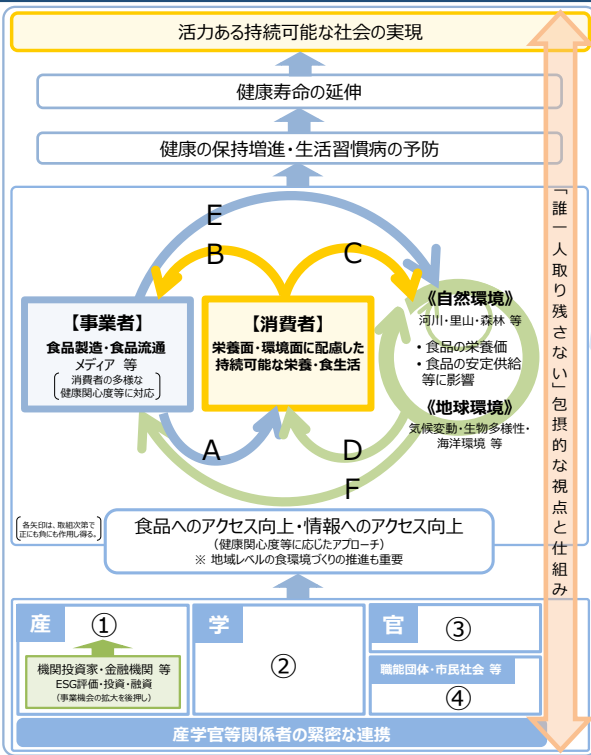 活力ある持続可能な社会の実現
健康寿命の延伸
健康の保持増進・生活習慣病の予防
E
B
C
【事業者】
食品製造・食品流通
メディア 等
消費者の多様な
健康関心度等に対応
【消費者】
栄養面・環境面に配慮した
持続可能な栄養・食生活
《自然環境》
河川・里山・森林 等
・食品の栄養価
・食品の安定供給
等に影響
《地球環境》
気候変動・生物多様性・
海洋環境 等
A
D
F
各矢印は、取組次第で
正にも負にも作用し得る。
食品へのアクセス向上・情報へのアクセス向上
（健康関心度等に応じたアプローチ）
※ 地域レベルの食環境づくりの推進も重要
「誰一人取り残さない」包摂的な視点と仕組み
産
①
機関投資家・金融機関 等
ESG評価・投資・融資
（事業機会の拡大を後押し）
学
②
官
③
職能団体・市民社会 等
④
産学官等関係者の緊密な連携